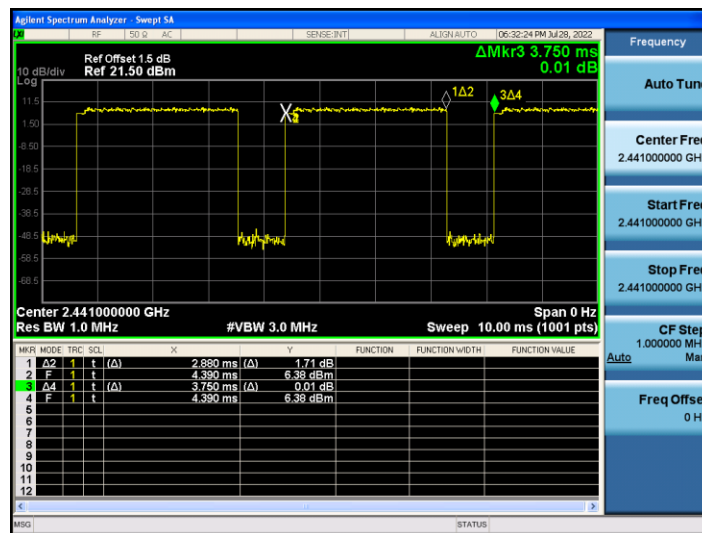 Agilent Spectrum Analyzer - Swept SA
RF 50 Ω AC SENSE:INT ALIGN AUTO 06:32:24 PM Jul 28, 2022
Frequency
ΔMkr3 3.750 ms
0.01 dB
Ref Offset 1.5 dB
10 dB/div Ref 21.50 dBm
Log
11.5
1.50
-8.50
-18.5
-28.5
-38.5
-48.5
-58.5
-68.5
X
1Δ2
3Δ4
Center 2.441000000 GHz Span 0 Hz
Res BW 1.0 MHz #VBW 3.0 MHz Sweep 10.00 ms (1001 pts)
MKR MODE TRC SCL X Y FUNCTION FUNCTION WIDTH FUNCTION VALUE
1 Δ2 1 t (Δ) 2.880 ms (Δ) 1.71 dB
2 F 1 t 4.390 ms 6.38 dBm
3 Δ4 1 t (Δ) 3.750 ms (Δ) 0.01 dB
4 F 1 t 4.390 ms 6.38 dBm
5
6
7
8
9
10
11
12
MSG STATUS
Auto Tun
Center Fre
2.441000000 GH
Start Fre
2.441000000 GH
Stop Fre
2.441000000 GH
CF Step
1.000000 MH
Auto Ma
Freq Offse
0 H